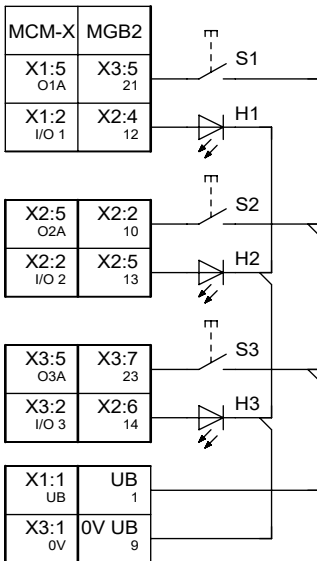 MCM-X MGB2
X1:5 X3:5 S1
O1A 21
X1:2 X2:4 H1
I/O 1 12
X2:5 X2:2 S2
O2A 10
X2:2 X2:5 H2
I/O 2 13
X3:5 X3:7 S3
O3A 23
X3:2 X2:6 H3
I/O 3 14
X1:1 UB
UB 1
X3:1 0V UB
0V 9